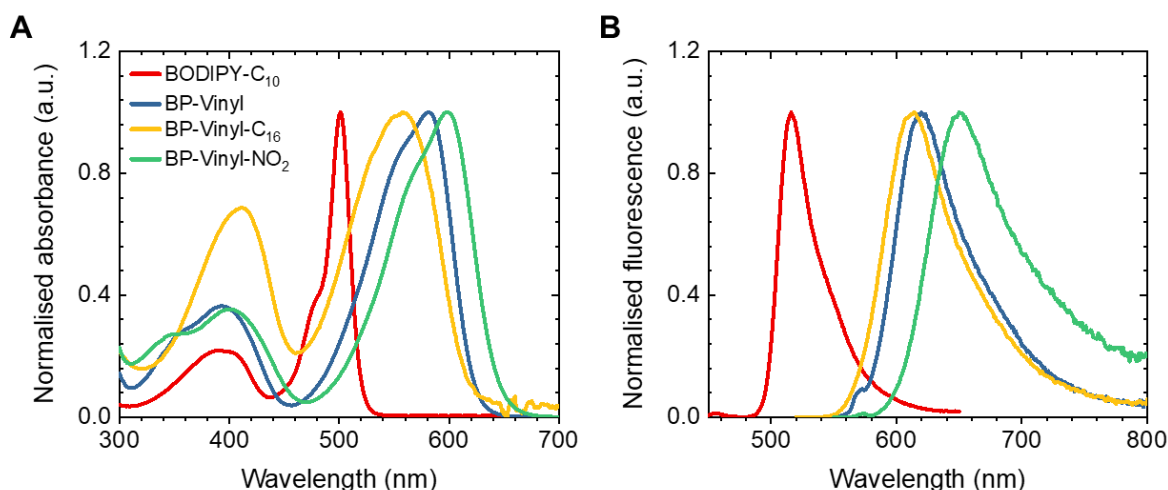 A
Normalised absorbance (a.u.)
1.2
0.8
0.4
0.0
BODIPY-C₁₀
BP-Vinyl
BP-Vinyl-C₁₆
BP-Vinyl-NO₂
300 400 500 600 700
Wavelength (nm)
B
Normalised fluorescence (a.u.)
1.2
0.8
0.4
0.0
500 600 700 800
Wavelength (nm)